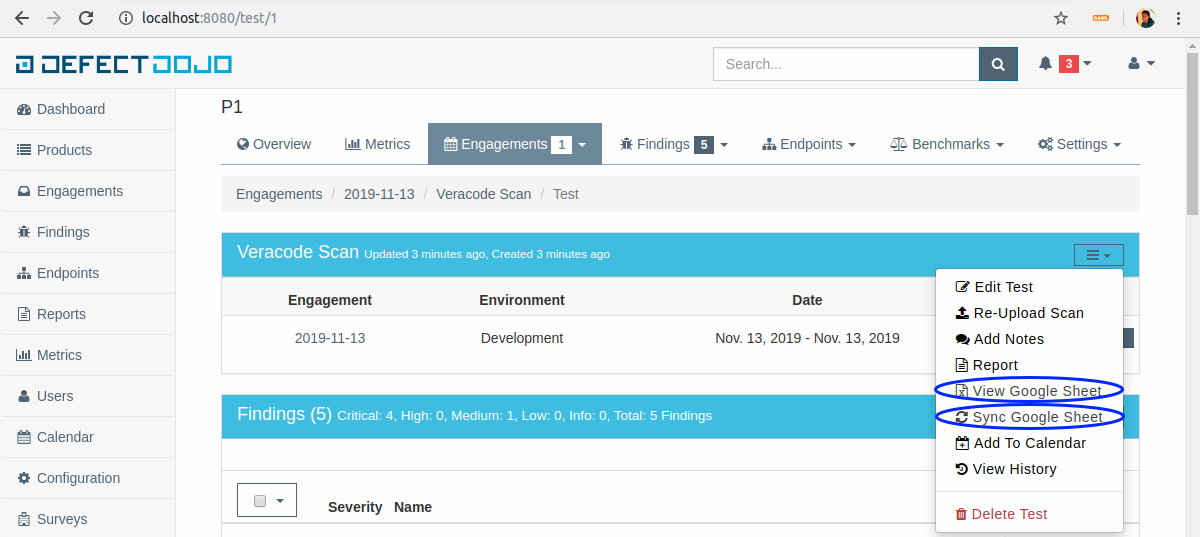 localhost:8080/test/1
DEFECTDOJO
Search...
3
Dashboard
Products
Engagements
Findings
Endpoints
Reports
Metrics
Users
Calendar
Configuration
Surveys
P1
Overview Metrics Engagements 1 Findings 5 Endpoints Benchmarks Settings
Engagements / 2019-11-13 / Veracode Scan / Test
Veracode Scan Updated 3 minutes ago, Created 3 minutes ago
Engagement Environment Date
2019-11-13 Development Nov. 13, 2019 - Nov. 13, 2019
Edit Test
Re-Upload Scan
Add Notes
Report
View Google Sheet
Sync Google Sheet
Add To Calendar
View History
Delete Test
Findings (5) Critical: 4, High: 0, Medium: 1, Low: 0, Info: 0, Total: 5 Findings
Severity Name